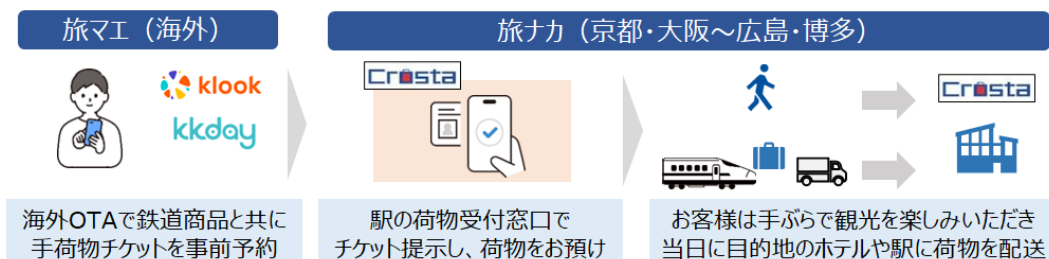 旅マエ（海外）
旅ナカ（京都・大阪～広島・博多）
klook
kkday
Crosta
Crosta
海外OTAで鉄道商品と共に
手荷物チケットを事前予約
駅の荷物受付窓口で
チケット提示し、荷物をお預け
お客様は手ぶらで観光を楽しみいただき
当日に目的地のホテルや駅に荷物を配送